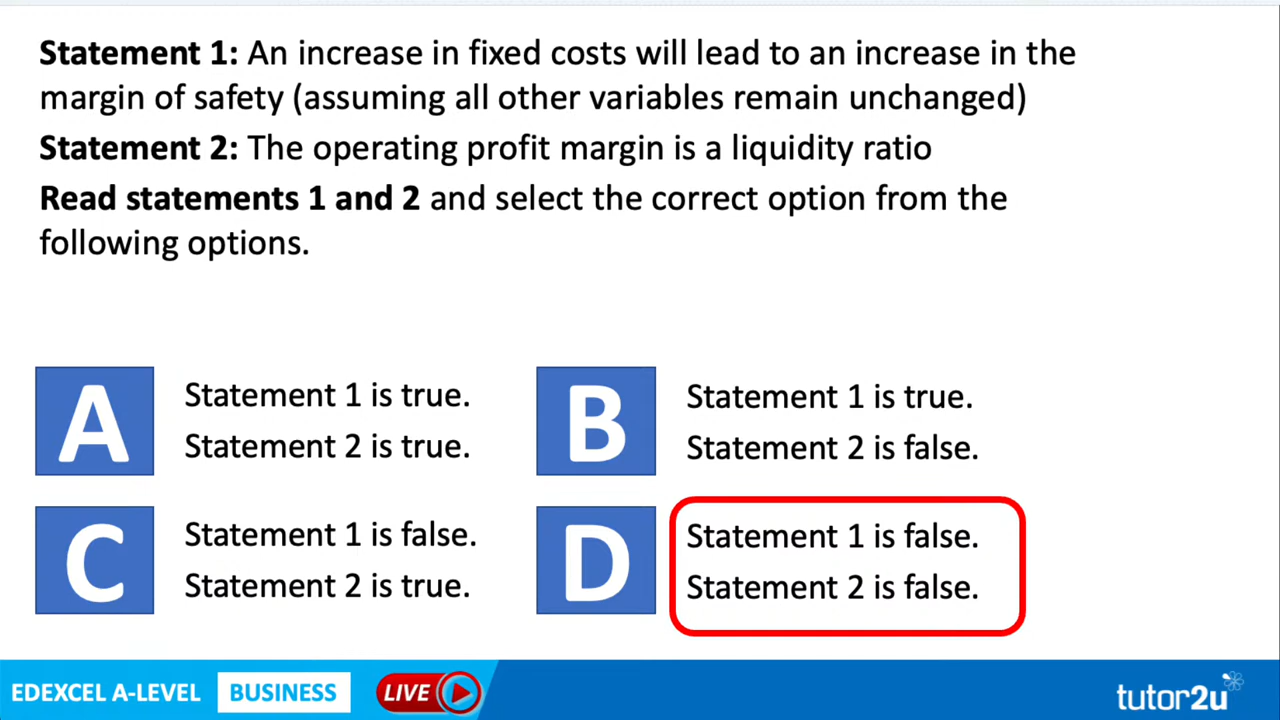 Statement 1: An increase in fixed costs will lead to an increase in the
margin of safety (assuming all other variables remain unchanged)
Statement 2: The operating profit margin is a liquidity ratio
Read statements 1 and 2 and select the correct option from the
following options.
A
Statement 1 is true.
Statement 2 is true.
B
Statement 1 is true.
Statement 2 is false.
C
Statement 1 is false.
Statement 2 is true.
D
Statement 1 is false.
Statement 2 is false.
EDEXCEL A-LEVEL BUSINESS LIVE tutor2u